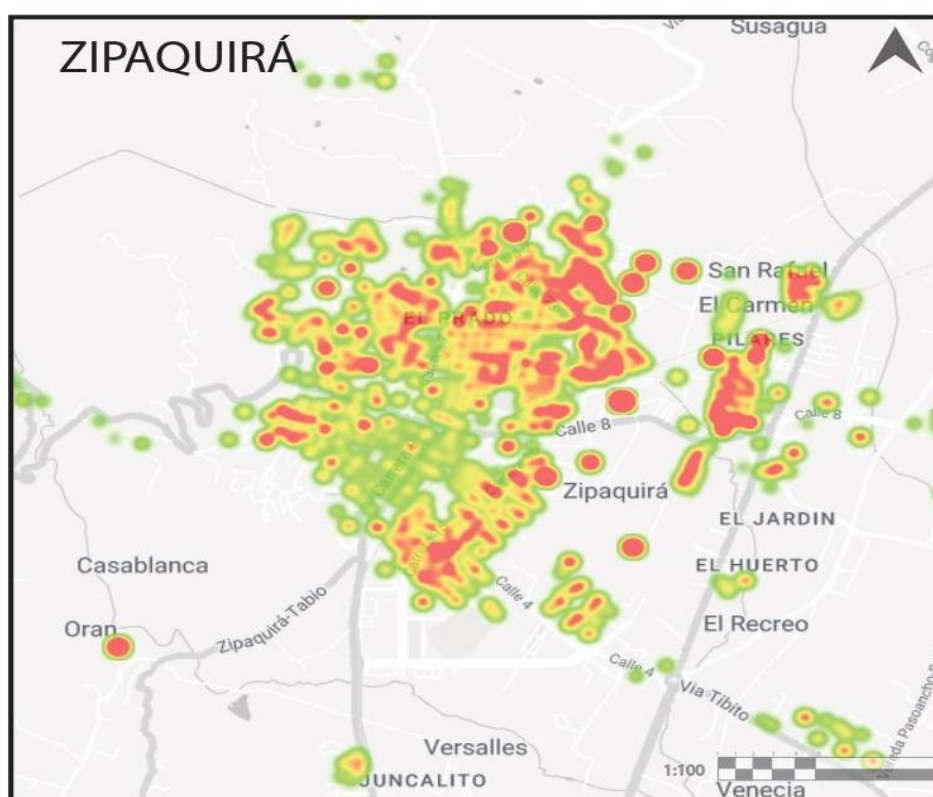 ZIPAQUIRÁ
Susagua
San Rafael
El Carmen
EL PRADO
PILARES
Calle 8
Calle 8
Zipaquirá
EL JARDIN
Casablanca
EL HUERTO
Calle 4
Oran
Zipaquirá-Tabio
El Recreo
Calle 4
Via Tibito
Versalles
JUNCALITO
1:100
Venecia